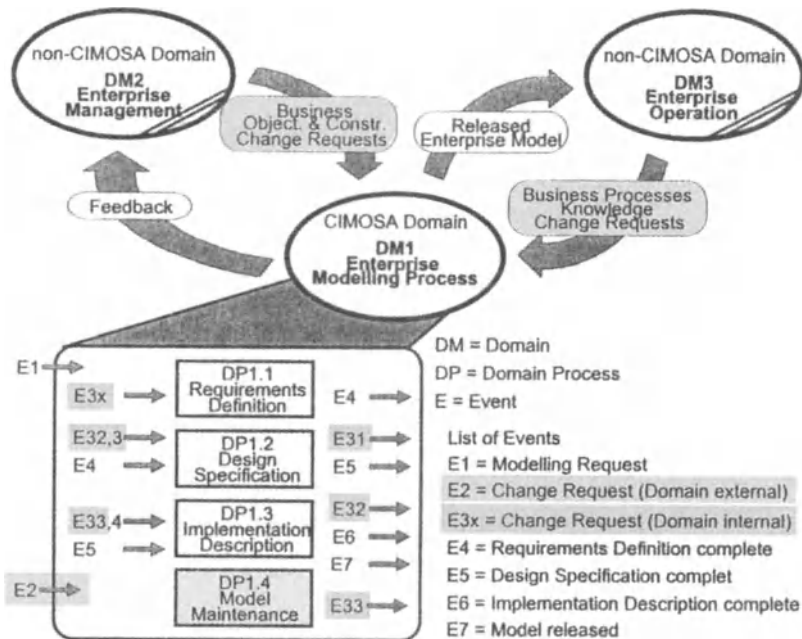 non-CIMOSA Domain
DM2
Enterprise
Management
non-CIMOSA Domain
DM3
Enterprise
Operation
Business
Object. & Constr.
Change Requests
Released
Enterprise Model
Feedback
Business Processes
Knowledge
Change Requests
CIMOSA Domain
DM1
Enterprise
Modelling Process
E1
E3x
DP1.1
Requirements
Definition
E4
E32,3
E4
DP1.2
Design
Specification
E31
E5
E33,4
E5
DP1.3
Implementation
Description
E32
E6
E7
E2
DP1.4
Model
Maintenance
E33
DM = Domain
DP = Domain Process
E = Event
List of Events
E1 = Modelling Request
E2 = Change Request (Domain external)
E3x = Change Request (Domain internal)
E4 = Requirements Definition complete
E5 = Design Specification complet
E6 = Implementation Description complete
E7 = Model released